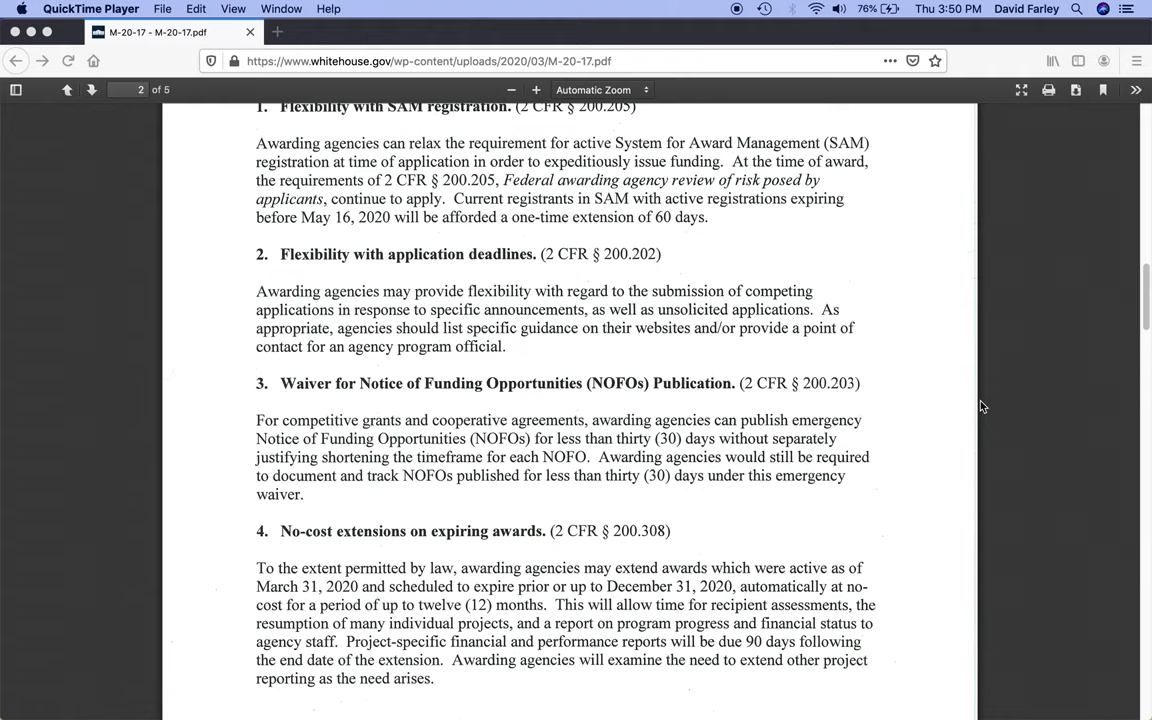 QuickTime Player File Edit View Window Help 76% Thu 3:50 PM David Farley
M-20-17 - M-20-17.pdf
https://www.whitehouse.gov/wp-content/uploads/2020/03/M-20-17.pdf
2 of 5 Automatic Zoom
1. Flexibility with SAM registration. (2 CFR § 200.205)
Awarding agencies can relax the requirement for active System for Award Management (SAM)
registration at time of application in order to expeditiously issue funding. At the time of award,
the requirements of 2 CFR § 200.205, Federal awarding agency review of risk posed by
applicants, continue to apply. Current registrants in SAM with active registrations expiring
before May 16, 2020 will be afforded a one-time extension of 60 days.
2. Flexibility with application deadlines. (2 CFR § 200.202)
Awarding agencies may provide flexibility with regard to the submission of competing
applications in response to specific announcements, as well as unsolicited applications. As
appropriate, agencies should list specific guidance on their websites and/or provide a point of
contact for an agency program official.
3. Waiver for Notice of Funding Opportunities (NOFOs) Publication. (2 CFR § 200.203)
For competitive grants and cooperative agreements, awarding agencies can publish emergency
Notice of Funding Opportunities (NOFOs) for less than thirty (30) days without separately
justifying shortening the timeframe for each NOFO. Awarding agencies would still be required
to document and track NOFOs published for less than thirty (30) days under this emergency
waiver.
4. No-cost extensions on expiring awards. (2 CFR § 200.308)
To the extent permitted by law, awarding agencies may extend awards which were active as of
March 31, 2020 and scheduled to expire prior or up to December 31, 2020, automatically at no-
cost for a period of up to twelve (12) months. This will allow time for recipient assessments, the
resumption of many individual projects, and a report on program progress and financial status to
agency staff. Project-specific financial and performance reports will be due 90 days following
the end date of the extension. Awarding agencies will examine the need to extend other project
reporting as the need arises.